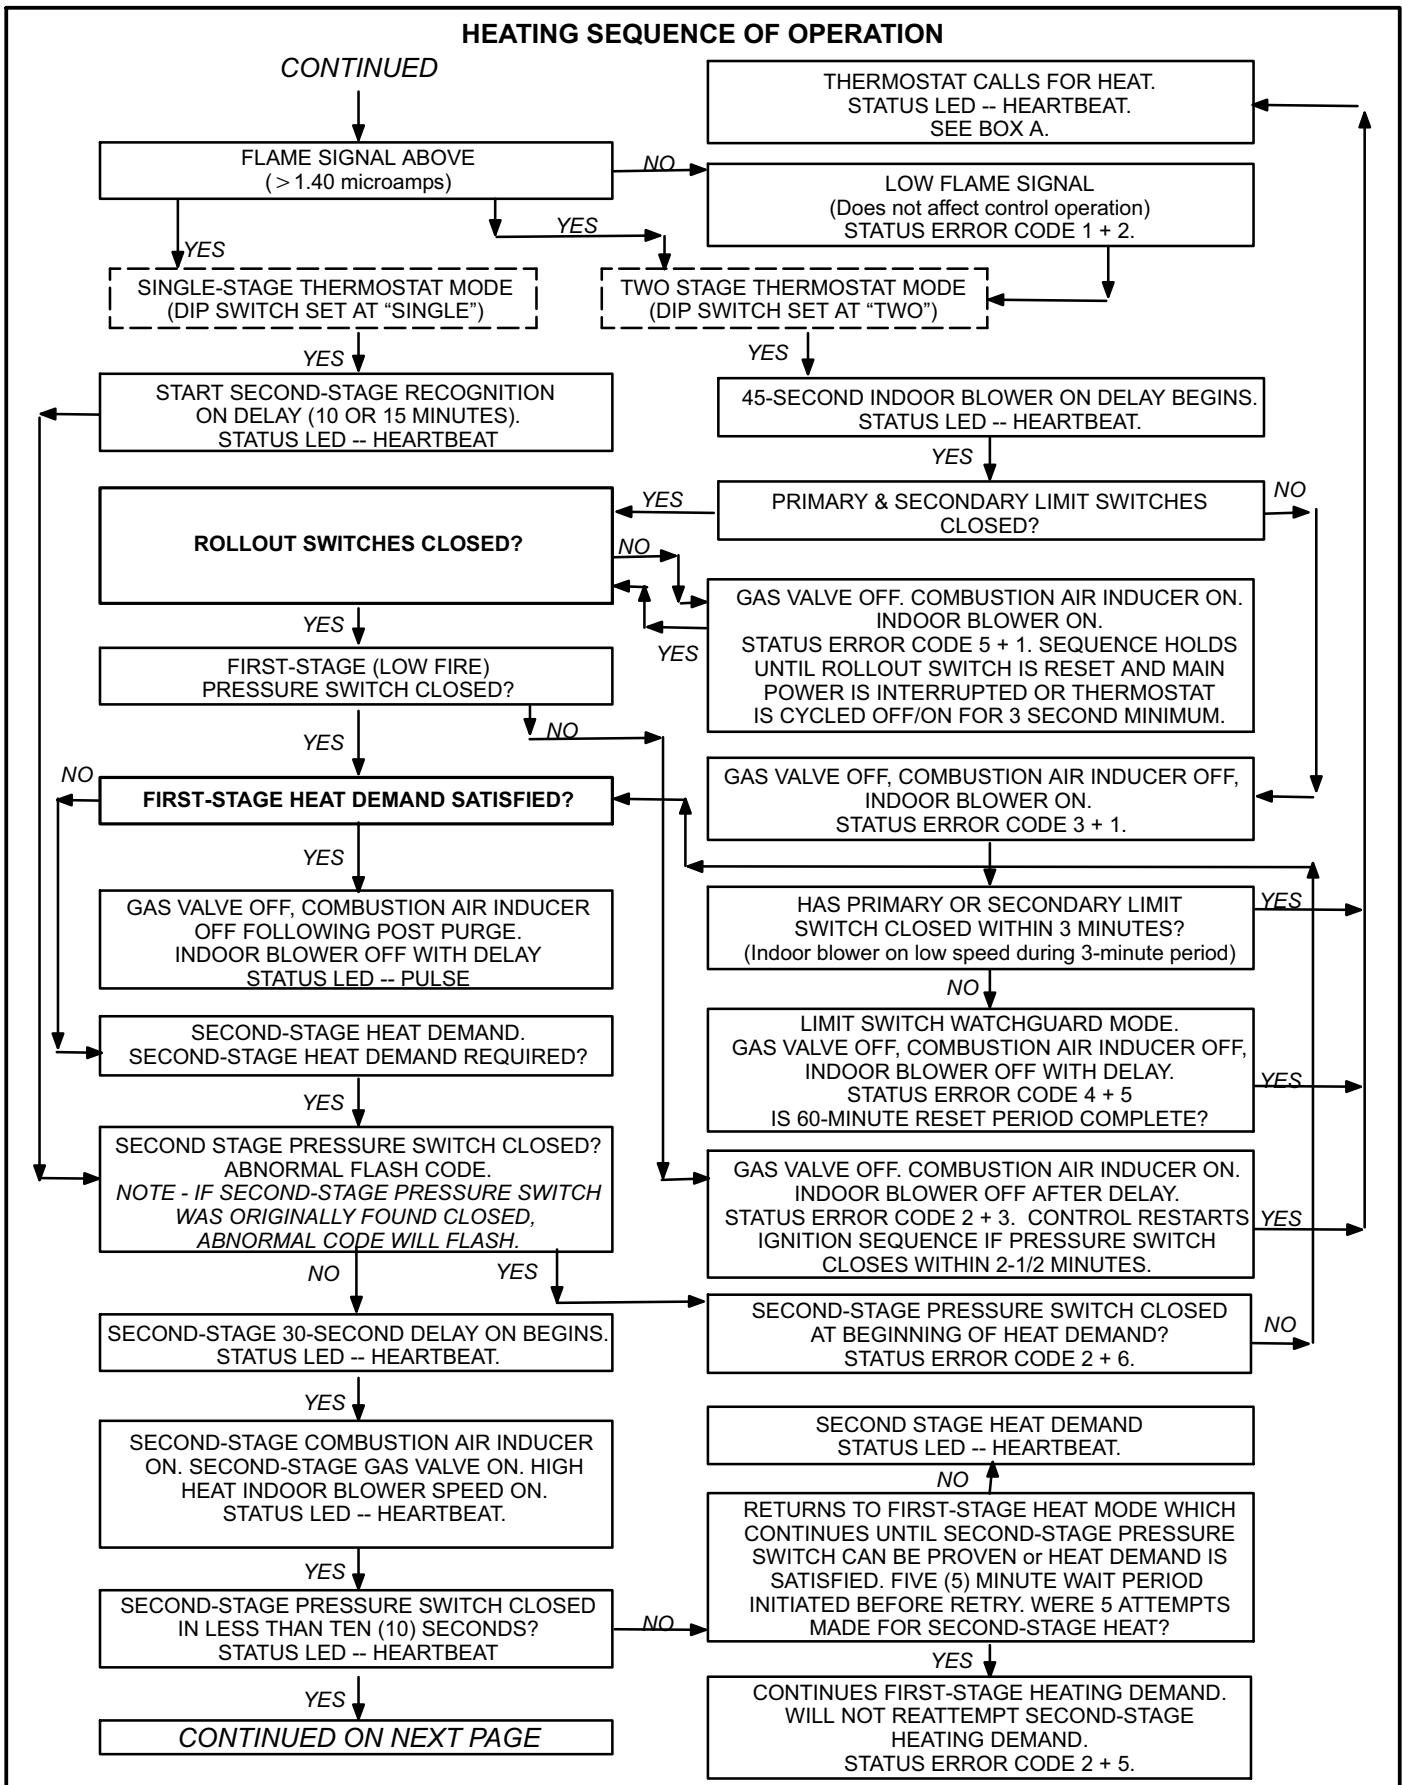 HEATING SEQUENCE OF OPERATION
CONTINUED
THERMOSTAT CALLS FOR HEAT.
STATUS LED -- HEARTBEAT.
SEE BOX A.
FLAME SIGNAL ABOVE
(> 1.40 microamps)
NO
LOW FLAME SIGNAL
(Does not affect control operation)
STATUS ERROR CODE 1 + 2.
YES
YES
SINGLE-STAGE THERMOSTAT MODE
(DIP SWITCH SET AT “SINGLE”)
TWO STAGE THERMOSTAT MODE
(DIP SWITCH SET AT “TWO”)
YES
YES
START SECOND-STAGE RECOGNITION
ON DELAY (10 OR 15 MINUTES).
STATUS LED -- HEARTBEAT
45-SECOND INDOOR BLOWER ON DELAY BEGINS.
STATUS LED -- HEARTBEAT.
YES
PRIMARY & SECONDARY LIMIT SWITCHES
CLOSED?
YES
NO
ROLLOUT SWITCHES CLOSED?
NO
GAS VALVE OFF. COMBUSTION AIR INDUCER ON.
INDOOR BLOWER ON.
STATUS ERROR CODE 5 + 1. SEQUENCE HOLDS
UNTIL ROLLOUT SWITCH IS RESET AND MAIN
POWER IS INTERRUPTED OR THERMOSTAT
IS CYCLED OFF/ON FOR 3 SECOND MINIMUM.
YES
YES
FIRST-STAGE (LOW FIRE)
PRESSURE SWITCH CLOSED?
YES
NO
NO
FIRST-STAGE HEAT DEMAND SATISFIED?
GAS VALVE OFF, COMBUSTION AIR INDUCER OFF,
INDOOR BLOWER ON.
STATUS ERROR CODE 3 + 1.
YES
GAS VALVE OFF, COMBUSTION AIR INDUCER
OFF FOLLOWING POST PURGE.
INDOOR BLOWER OFF WITH DELAY
STATUS LED -- PULSE
HAS PRIMARY OR SECONDARY LIMIT
SWITCH CLOSED WITHIN 3 MINUTES?
(Indoor blower on low speed during 3-minute period)
YES
NO
SECOND-STAGE HEAT DEMAND.
SECOND-STAGE HEAT DEMAND REQUIRED?
LIMIT SWITCH WATCHGUARD MODE.
GAS VALVE OFF, COMBUSTION AIR INDUCER OFF,
INDOOR BLOWER OFF WITH DELAY.
STATUS ERROR CODE 4 + 5
IS 60-MINUTE RESET PERIOD COMPLETE?
YES
YES
SECOND STAGE PRESSURE SWITCH CLOSED?
ABNORMAL FLASH CODE.
NOTE - IF SECOND-STAGE PRESSURE SWITCH
WAS ORIGINALLY FOUND CLOSED,
ABNORMAL CODE WILL FLASH.
GAS VALVE OFF. COMBUSTION AIR INDUCER ON.
INDOOR BLOWER OFF AFTER DELAY.
STATUS ERROR CODE 2 + 3.  CONTROL RESTARTS
IGNITION SEQUENCE IF PRESSURE SWITCH
CLOSES WITHIN 2-1/2 MINUTES.
YES
NO
YES
SECOND-STAGE PRESSURE SWITCH CLOSED
AT BEGINNING OF HEAT DEMAND?
STATUS ERROR CODE 2 + 6.
NO
SECOND-STAGE 30-SECOND DELAY ON BEGINS.
STATUS LED -- HEARTBEAT.
YES
SECOND-STAGE COMBUSTION AIR INDUCER
ON. SECOND-STAGE GAS VALVE ON. HIGH
HEAT INDOOR BLOWER SPEED ON.
STATUS LED -- HEARTBEAT.
SECOND STAGE HEAT DEMAND
STATUS LED -- HEARTBEAT.
NO
RETURNS TO FIRST-STAGE HEAT MODE WHICH
CONTINUES UNTIL SECOND-STAGE PRESSURE
SWITCH CAN BE PROVEN or HEAT DEMAND IS
SATISFIED. FIVE (5) MINUTE WAIT PERIOD
INITIATED BEFORE RETRY. WERE 5 ATTEMPTS
MADE FOR SECOND-STAGE HEAT?
YES
SECOND-STAGE PRESSURE SWITCH CLOSED
IN LESS THAN TEN (10) SECONDS?
STATUS LED -- HEARTBEAT
NO
YES
YES
CONTINUES FIRST-STAGE HEATING DEMAND.
WILL NOT REATTEMPT SECOND-STAGE
HEATING DEMAND.
STATUS ERROR CODE 2 + 5.
CONTINUED ON NEXT PAGE